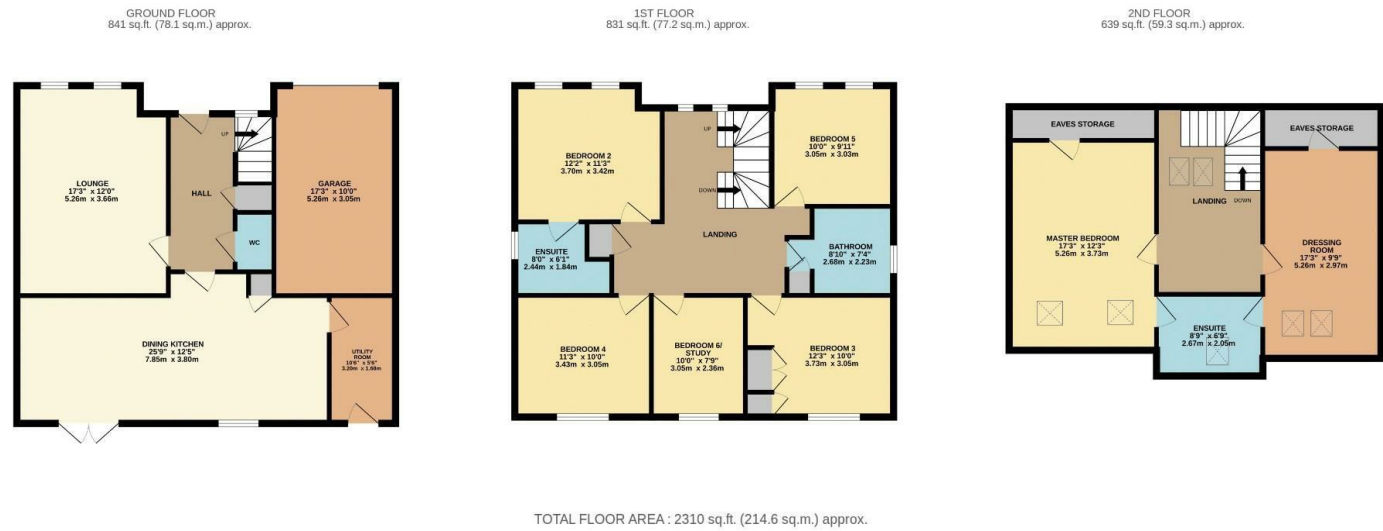 GROUND FLOOR
841 sq.ft. (78.1 sq.m.) approx.
LOUNGE
17'3" x 12'0"
5.26m x 3.66m
UP
HALL
WC
GARAGE
17'3" x 10'0"
5.26m x 3.05m
DINING KITCHEN
25'9" x 12'5"
7.85m x 3.80m
UTILITY
ROOM
10'6" x 5'6"
3.20m x 1.68m
1ST FLOOR
831 sq.ft. (77.2 sq.m.) approx.
BEDROOM 2
12'2" x 11'3"
3.70m x 3.42m
UP
DOWN
BEDROOM 5
10'0" x 9'11"
3.05m x 3.03m
LANDING
ENSUITE
8'0" x 6'1"
2.44m x 1.84m
BATHROOM
8'10" x 7'4"
2.68m x 2.23m
BEDROOM 4
11'3" x 10'0"
3.43m x 3.05m
BEDROOM 6/
STUDY
10'0" x 7'9"
3.05m x 2.36m
BEDROOM 3
12'3" x 10'0"
3.73m x 3.05m
2ND FLOOR
639 sq.ft. (59.3 sq.m.) approx.
EAVES STORAGE
EAVES STORAGE
LANDING
DOWN
MASTER BEDROOM
17'3" x 12'3"
5.26m x 3.73m
DRESSING
ROOM
17'3" x 9'9"
5.26m x 2.97m
ENSUITE
8'9" x 6'9"
2.67m x 2.05m
TOTAL FLOOR AREA : 2310 sq.ft. (214.6 sq.m.) approx.